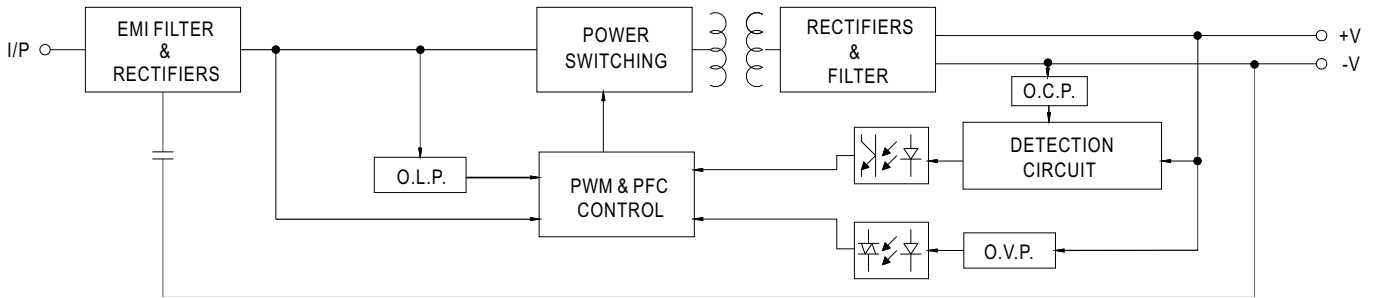 I/P
EMI FILTER
&
RECTIFIERS
POWER
SWITCHING
RECTIFIERS
&
FILTER
+V
-V
O.C.P.
DETECTION
CIRCUIT
O.L.P.
PWM & PFC
CONTROL
O.V.P.